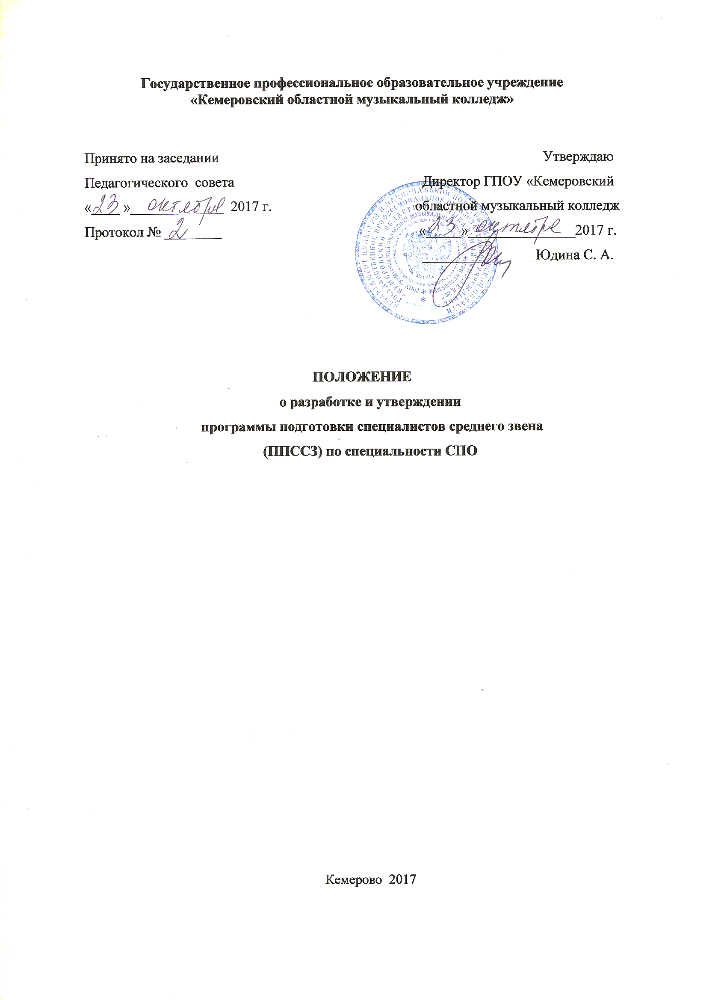 Государственное профессиональное образовательное учреждение
«Кемеровский областной музыкальный колледж»
Принято на заседании
Педагогического совета
«23» октября 2017 г.
Протокол № 2
Утверждаю
Директор ГПОУ «Кемеровский
областной музыкальный колледж
«23» октября 2017 г.
Юдина С. А.
ПОЛОЖЕНИЕ
о разработке и утверждении
программы подготовки специалистов среднего звена
(ППССЗ) по специальности СПО
Кемерово 2017